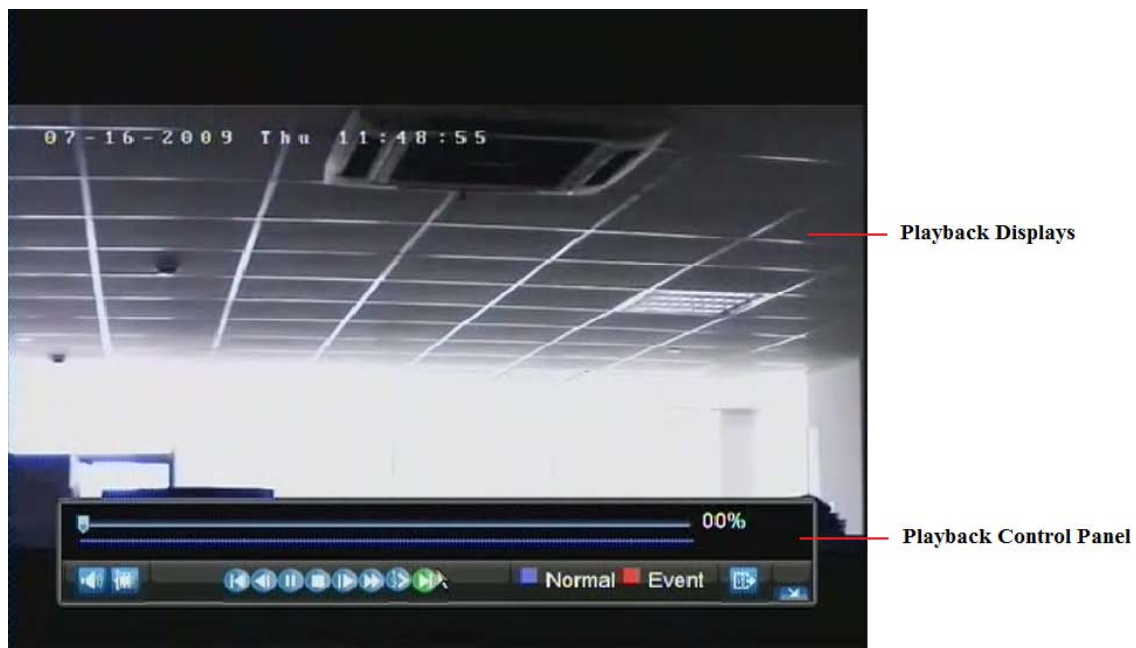 07-16-2009 Thu 11:48:55
Playback Displays
00%
Playback Control Panel
Normal Event